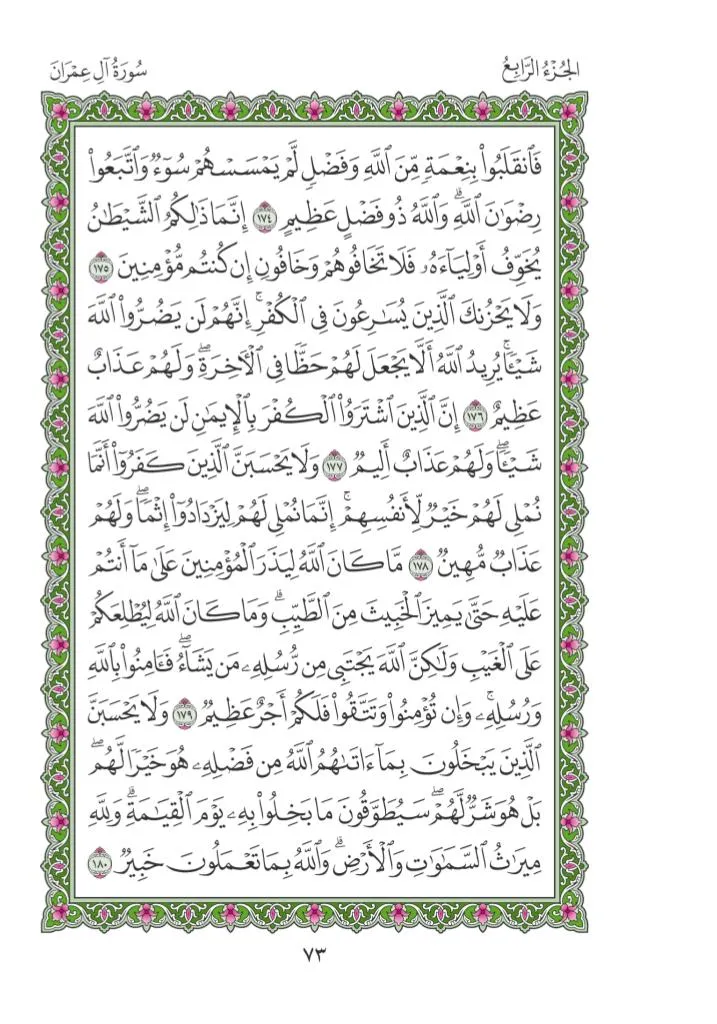 الجُزْءُ الرَّابِعُ
سُورَةُ آلِ عِمْرَانَ
فَٱنقَلَبُواْ بِنِعْمَةٖ مِّنَ ٱللَّهِ وَفَضْلٖ لَّمْ يَمْسَسْهُمْ سُوٓءٞ وَٱتَّبَعُواْ
رِضْوَٰنَ ٱللَّهِۗ وَٱللَّهُ ذُو فَضْلٍ عَظِيمٍ ١٧٤ إِنَّمَا ذَٰلِكُمُ ٱلشَّيْطَٰنُ
يُخَوِّفُ أَوْلِيَآءَهُۥ فَلَا تَخَافُوهُمْ وَخَافُونِ إِن كُنتُم مُّؤْمِنِينَ ١٧٥
وَلَا يَحْزُنكَ ٱلَّذِينَ يُسَٰرِعُونَ فِي ٱلْكُفْرِۚ إِنَّهُمْ لَن يَضُرُّواْ ٱللَّهَ
شَيْـٔٗاۚ يُرِيدُ ٱللَّهُ أَلَّا يَجْعَلَ لَهُمْ حَظّٗا فِي ٱلْأٓخِرَةِۖ وَلَهُمْ عَذَابٌ
عَظِيمٌ ١٧٦ إِنَّ ٱلَّذِينَ ٱشْتَرَوُاْ ٱلْكُفْرَ بِٱلْإِيمَٰنِ لَن يَضُرُّواْ ٱللَّهَ
شَيْـٔٗاۖ وَلَهُمْ عَذَابٌ أَلِيمٞ ١٧٧ وَلَا يَحْسَبَنَّ ٱلَّذِينَ كَفَرُوٓاْ أَنَّمَا
نُمْلِي لَهُمْ خَيْرٞ لِّأَنفُسِهِمْۚ إِنَّمَا نُمْلِي لَهُمْ لِيَزْدَادُوٓاْ إِثْمٗاۖ وَلَهُمْ
عَذَابٞ مُّهِينٞ ١٧٨ مَّا كَانَ ٱللَّهُ لِيَذَرَ ٱلْمُؤْمِنِينَ عَلَىٰ مَآ أَنتُمْ
عَلَيْهِ حَتَّىٰ يَمِيزَ ٱلْخَبِيثَ مِنَ ٱلطَّيِّبِۗ وَمَا كَانَ ٱللَّهُ لِيُطْلِعَكُمْ
عَلَى ٱلْغَيْبِ وَلَٰكِنَّ ٱللَّهَ يَجْتَبِي مِن رُّسُلِهِۦ مَن يَشَآءُۖ فَـَٔامِنُواْ بِٱللَّهِ
وَرُسُلِهِۦۚ وَإِن تُؤْمِنُواْ وَتَتَّقُواْ فَلَكُمْ أَجْرٌ عَظِيمٞ ١٧٩ وَلَا يَحْسَبَنَّ
ٱلَّذِينَ يَبْخَلُونَ بِمَآ ءَاتَىٰهُمُ ٱللَّهُ مِن فَضْلِهِۦ هُوَ خَيْرٗا لَّهُمۖ
بَلْ هُوَ شَرّٞ لَّهُمْۖ سَيُطَوَّقُونَ مَا بَخِلُواْ بِهِۦ يَوْمَ ٱلْقِيَٰمَةِۗ وَلِلَّهِ
مِيرَٰثُ ٱلسَّمَٰوَٰتِ وَٱلْأَرْضِۗ وَٱللَّهُ بِمَا تَعْمَلُونَ خَبِيرٞ ١٨٠
٧٣